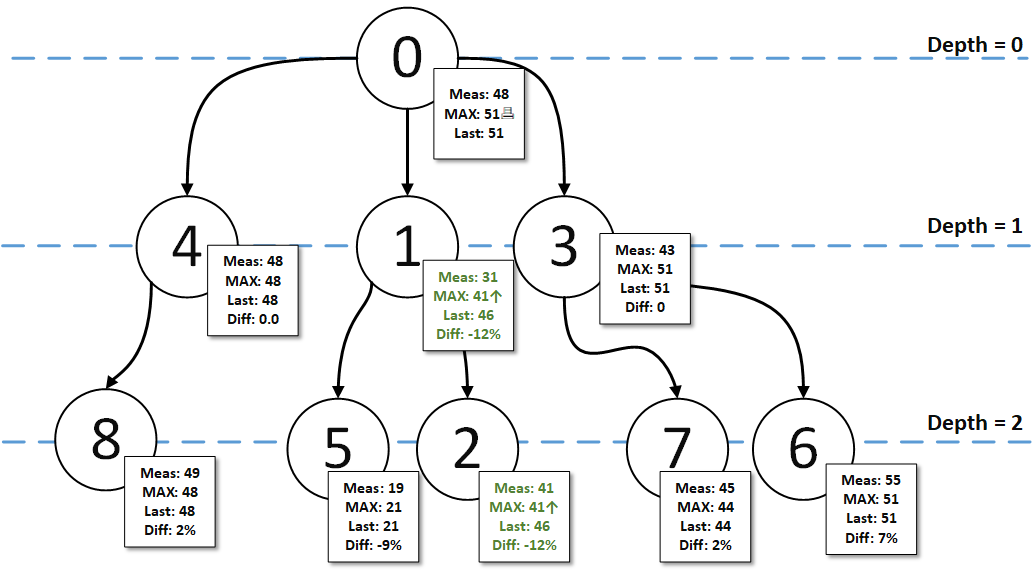 0
Depth = 0
Meas: 48
MAX: 51
Last: 51
4
1
3
Depth = 1
Meas: 48
MAX: 48
Last: 48
Diff: 0.0
Meas: 31
MAX: 41↑
Last: 46
Diff: -12%
Meas: 43
MAX: 51
Last: 51
Diff: 0
8
5
2
7
6
Depth = 2
Meas: 49
MAX: 48
Last: 48
Diff: 2%
Meas: 19
MAX: 21
Last: 21
Diff: -9%
Meas: 41
MAX: 41↑
Last: 46
Diff: -12%
Meas: 45
MAX: 44
Last: 44
Diff: 2%
Meas: 55
MAX: 51
Last: 51
Diff: 7%